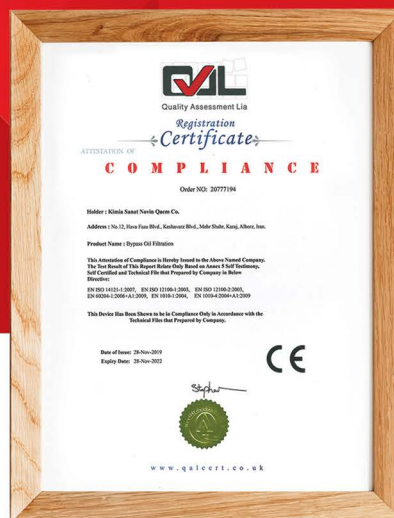 QAL
Quality Assessment Lia
Registration
Certificate
ATTESTATION OF
COMPLIANCE
Order NO: 20777194
Holder : Kimia Sanat Novin Quem Co.
Address : No.12, Hava Faza Blvd., Keshavarz Blvd., Mehr Shahr, Karaj, Alborz, Iran.
Product Name : Bypass Oil Filtration
This Attestation of Compliance is Hereby Issued to the Above Named Company.
The Test Result of This Report Relate Only Based on Annex 5 Self Testimony,
Self Certified and Technical File that Prepared by Company in Below
Directive:
EN ISO 14121-1:2007, EN ISO 12100-1:2003, EN ISO 12100-2:2003,
EN 60204-1:2006+A1:2009, EN 1010-1:2004, EN 1010-4:2004+A1:2009
This Device Has Been Shown to be in Compliance Only in Accordance with the
Technical Files that Prepared by Company.
Date of Issue: 28-Nov-2019
Expiry Date: 28-Nov-2022
CE
Stephen
www.qalcert.co.uk